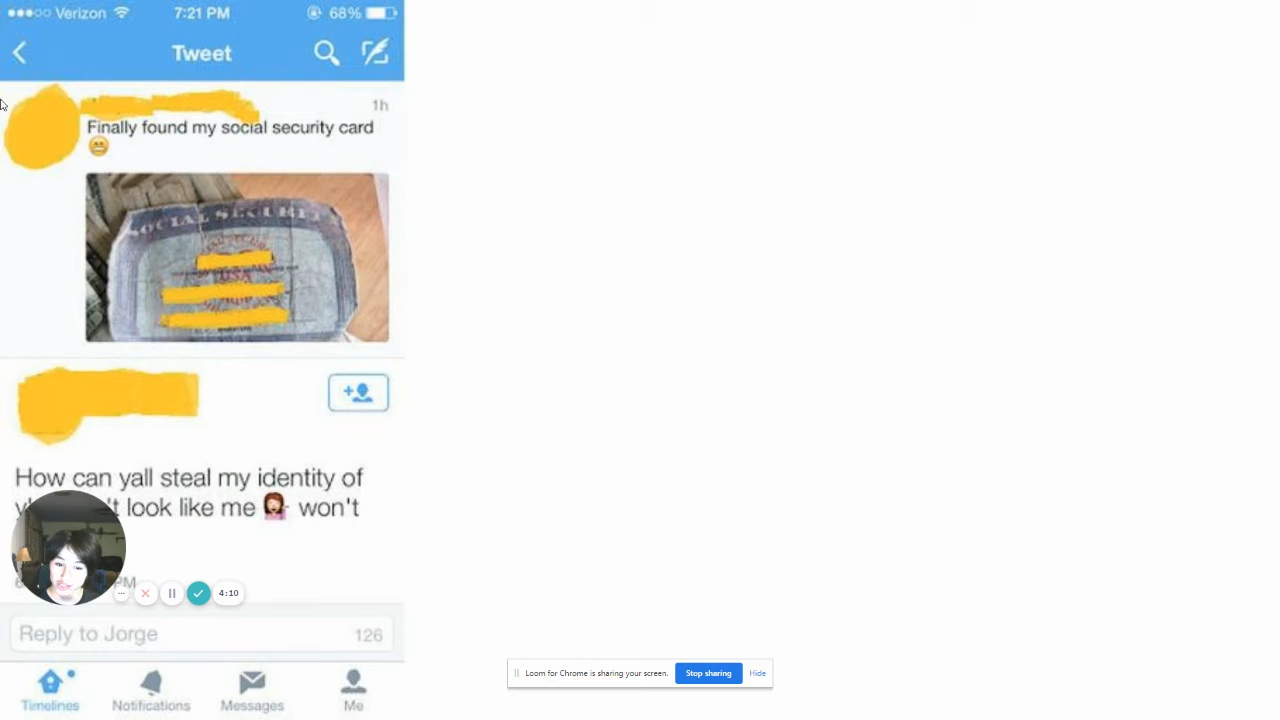 Verizon 7:21 PM 68%
Tweet
1h
Finally found my social security card
SOCIAL SECURITY
USA
How can yall steal my identity of
look like me won't
PM
4:10
Reply to Jorge 126
Timelines Notifications Messages Me
Loom for Chrome is sharing your screen. Stop sharing Hide